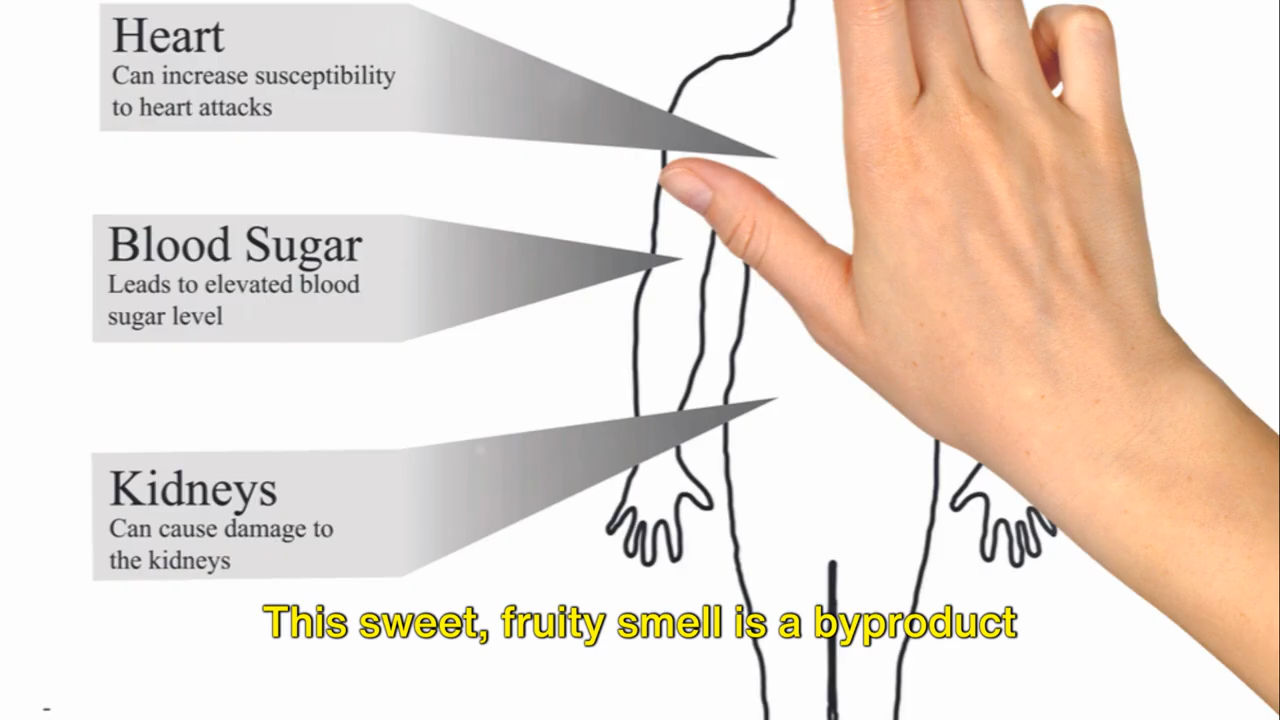 Heart
Can increase susceptibility
to heart attacks
Blood Sugar
Leads to elevated blood
sugar level
Kidneys
Can cause damage to
the kidneys
This sweet, fruity smell is a byproduct
-